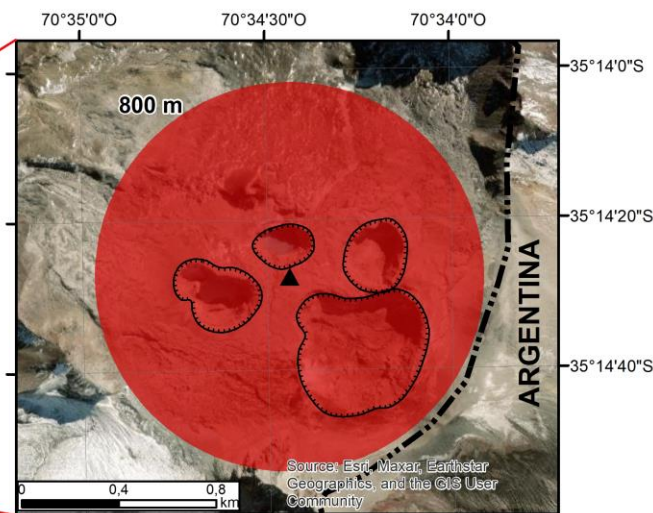 70°35'0"O
70°34'30"O
70°34'0"O
35°14'0"S
800 m
35°14'20"S
ARGENTINA
35°14'40"S
Source: Esri, Maxar, Earthstar
Geographics, and the GIS User
Community
0 0,4 0,8
km